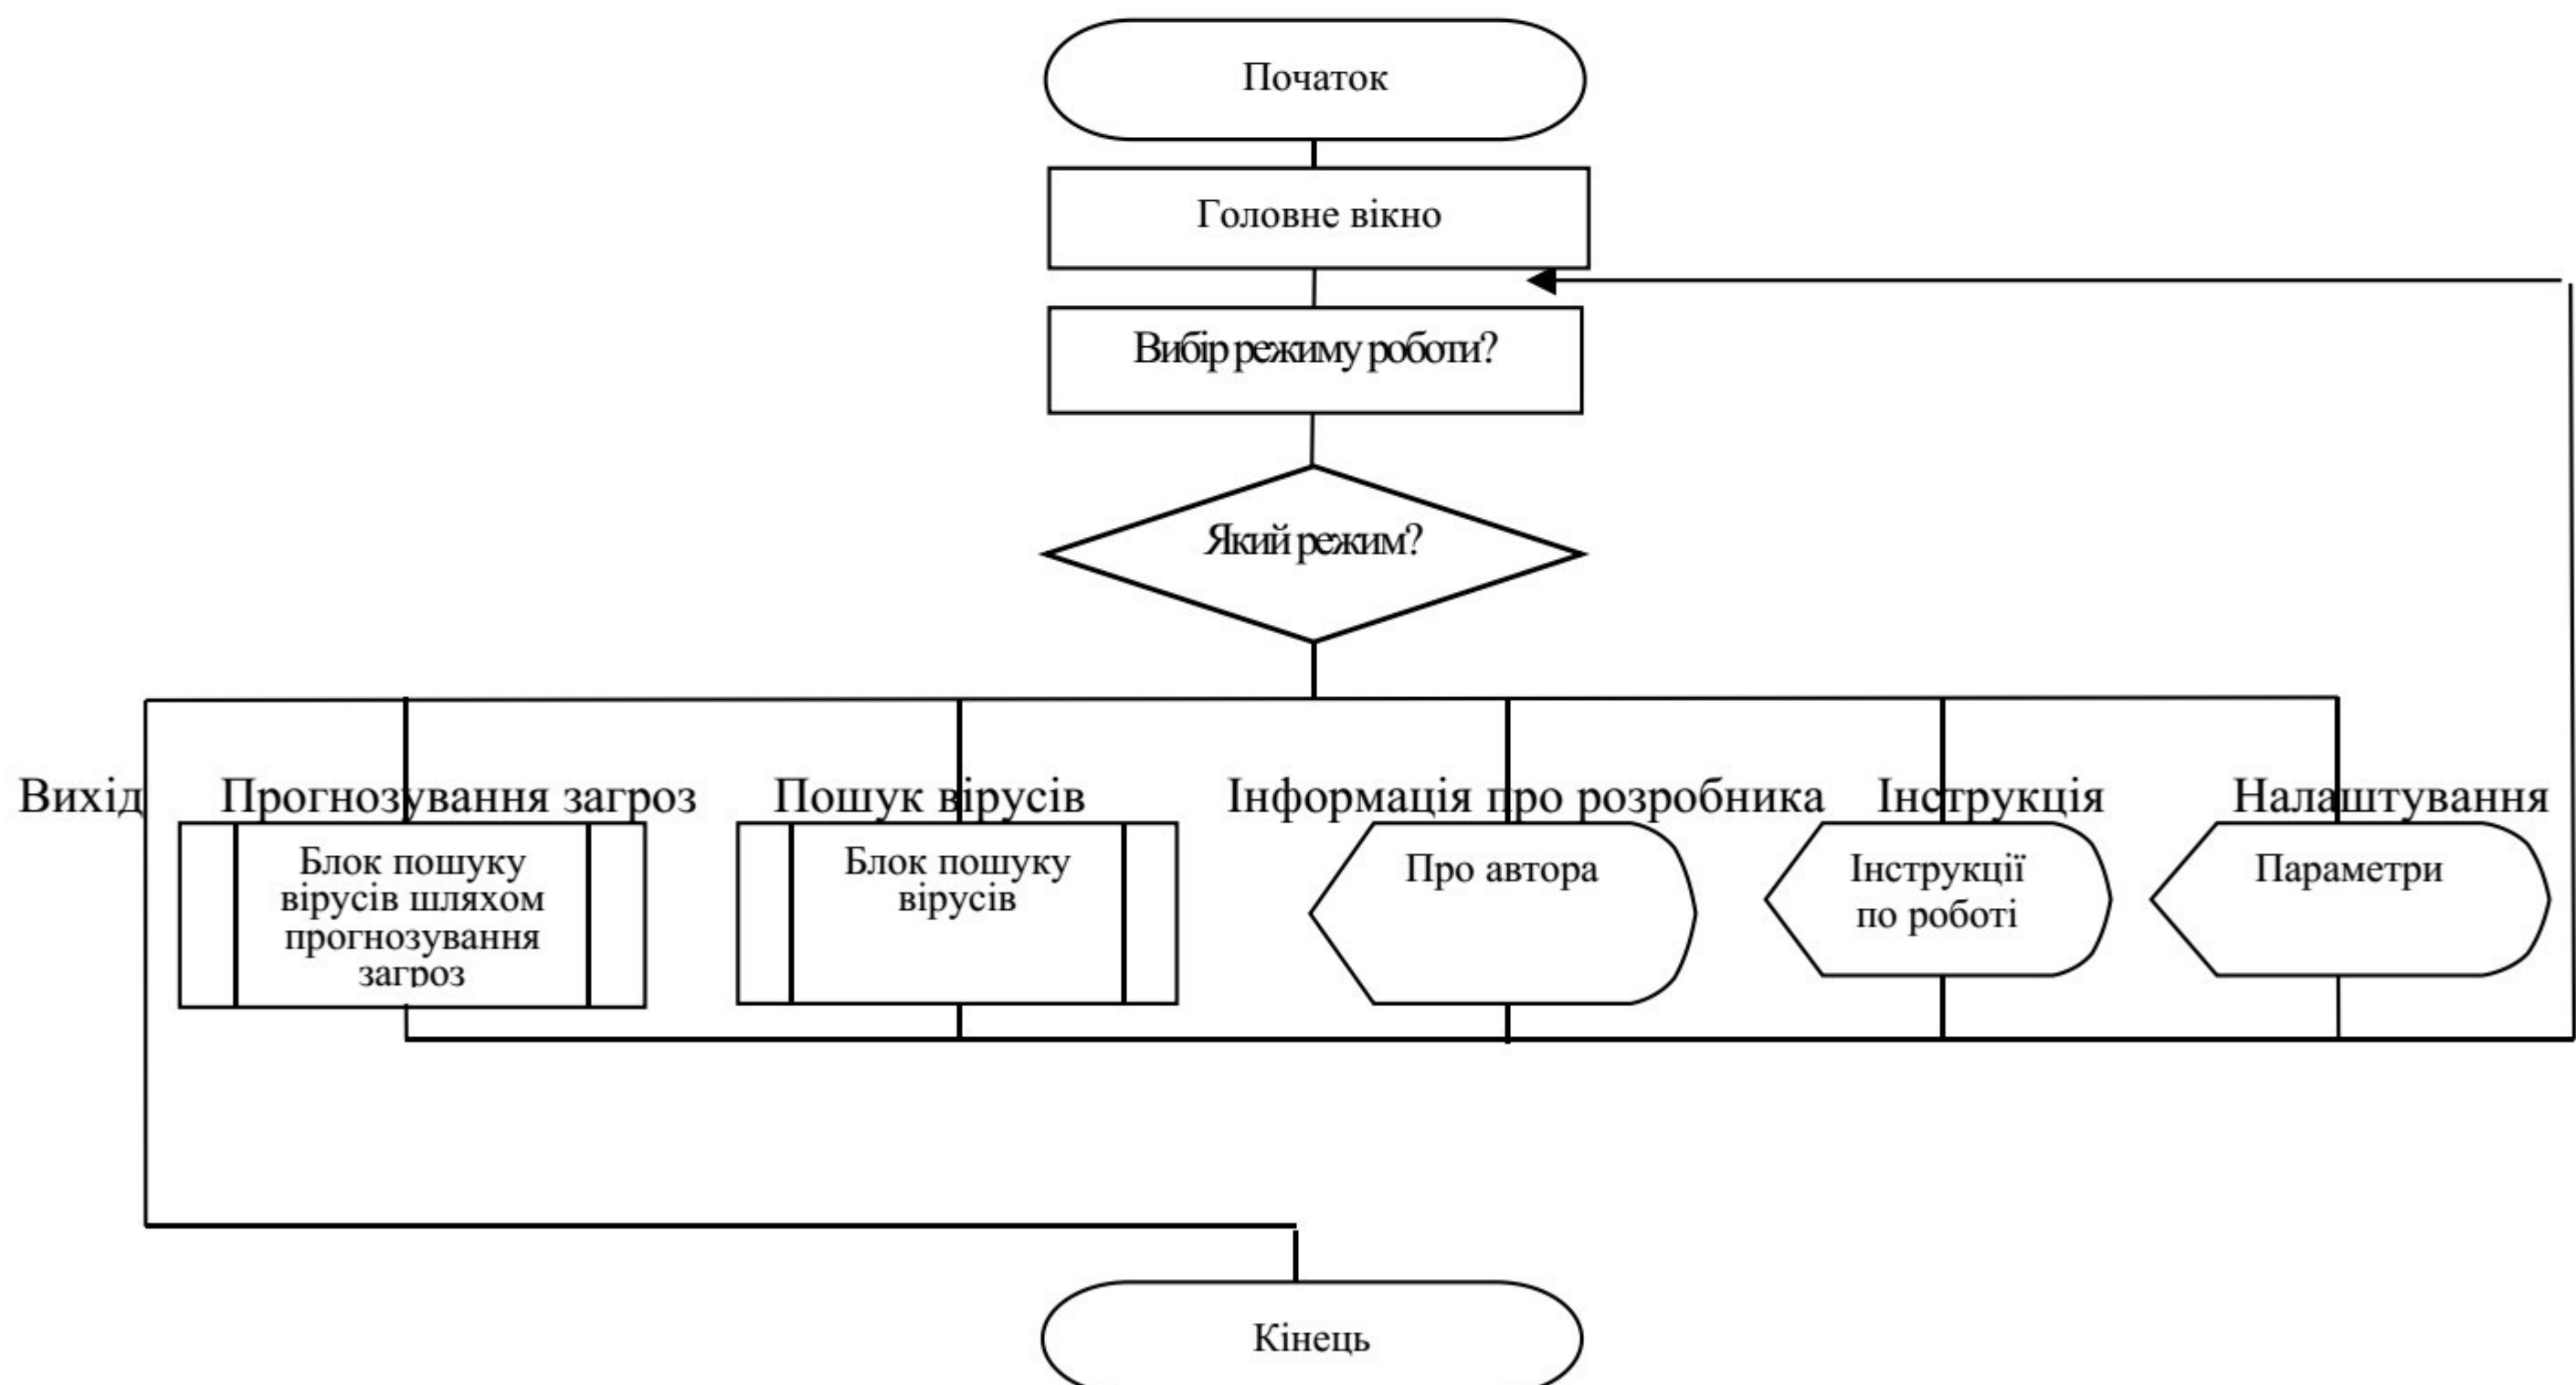 Початок
Головне вікно
Вибір режиму роботи?
Який режим?
Вихід Прогнозування загроз Пошук вірусів Інформація про розробника Інструкція Налаштування
Блок пошуку
вірусів шляхом
прогнозування
загроз
Блок пошуку
вірусів
Про автора
Інструкції
по роботі
Параметри
Кінець